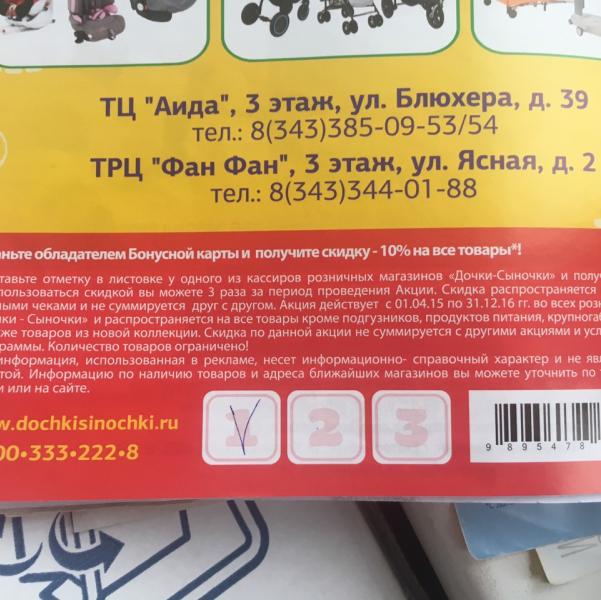 ТЦ "Аида", 3 этаж, ул. Блюхера, д. 39
тел.: 8(343)385-09-53/54
ТРЦ "Фан Фан", 3 этаж, ул. Ясная, д. 2
тел.: 8(343)344-01-88
ньте обладателем Бонусной карты и получите скидку - 10% на все товары*!
тавьте отметку в листовке у одного из кассиров розничных магазинов «Дочки-Сыночки» и полу
пользоваться скидкой вы можете 3 раза за период проведения Акции. Скидка распространяется
ными чеками и не суммируется друг с другом. Акция действует с 01.04.15 по 31.12.16 гг. во всех роз
ки - Сыночки» и распространяется на все товары кроме подгузников, продуктов питания, крупногаб
же товаров из новой коллекции. Скидка по данной акции не суммируется с другими акциями и усл
раммы. Количество товаров ограничено!
информация, использованная в рекламе, несет информационно- справочный характер и не явл
той. Информацию по наличию товаров и адреса ближайших магазинов вы можете уточнить по
и или на сайте.
w.dochkisinochki.ru
00•333•222•8
1 2 3
9 895478